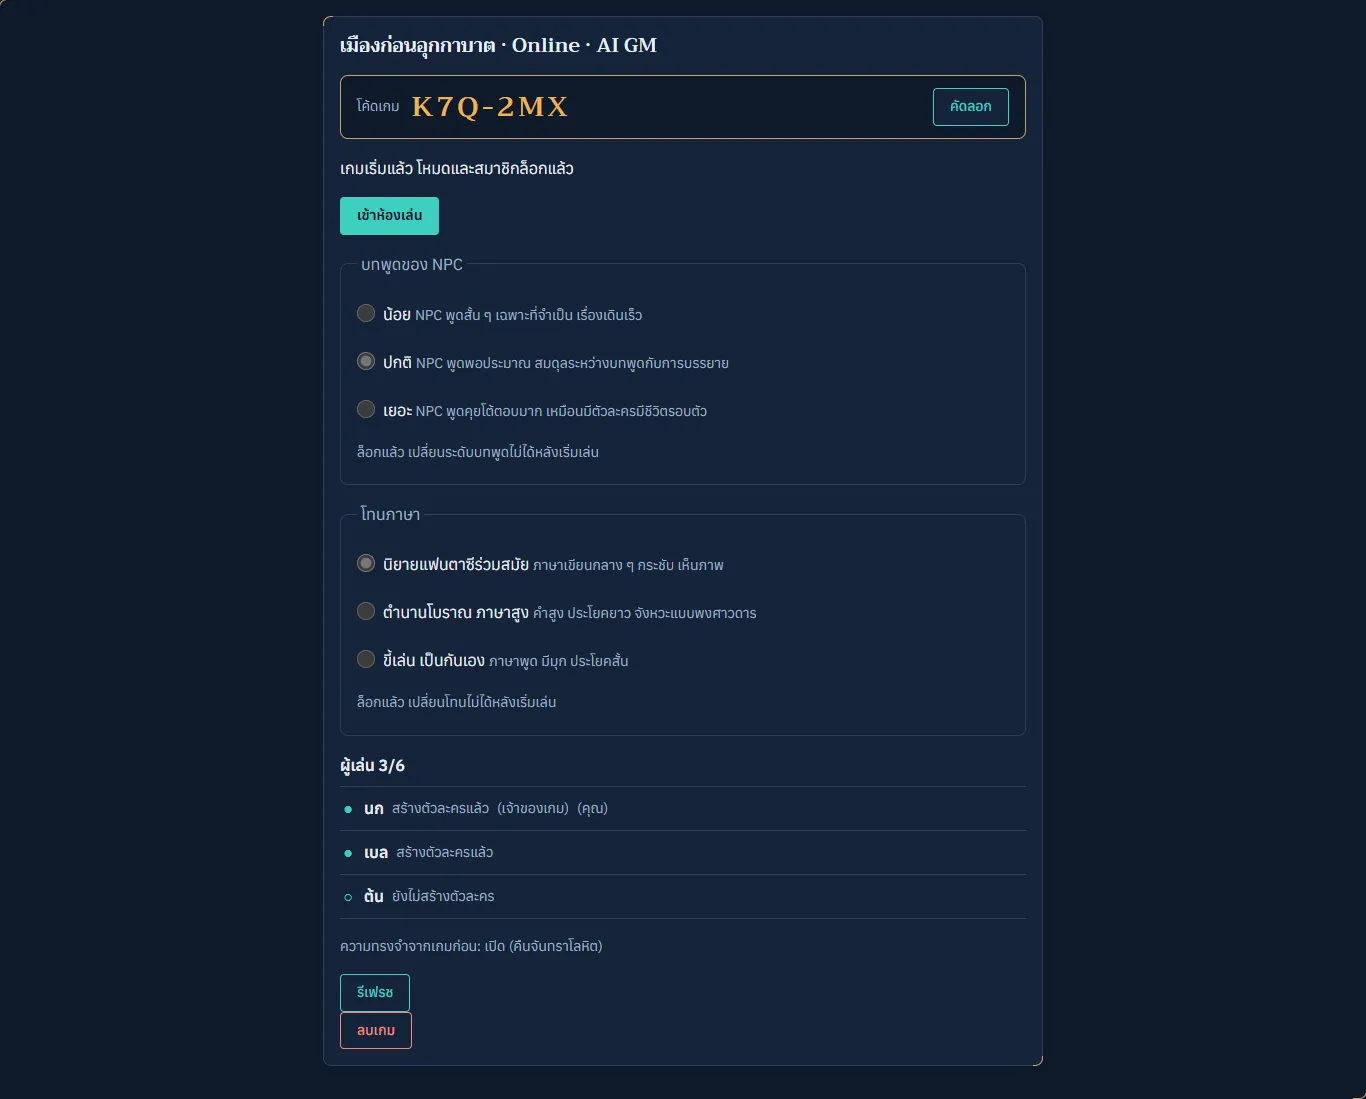 เมืองก่อนอุกกาบาต · Online · AI GM
โค้ดเกม K7Q-2MX คัดลอก
เกมเริ่มแล้ว โหมดและสมาชิกล็อกแล้ว
เข้าห้องเล่น
บทพูดของ NPC
น้อย NPC พูดสั้น ๆ เฉพาะที่จำเป็น เรื่องเดินเร็ว
ปกติ NPC พูดพอประมาณ สมดุลระหว่างบทพูดกับการบรรยาย
เยอะ NPC พูดคุยโต้ตอบมาก เหมือนมีตัวละครมีชีวิตรอบตัว
ล็อกแล้ว เปลี่ยนระดับบทพูดไม่ได้หลังเริ่มเล่น
โทนภาษา
นิยายแฟนตาซีร่วมสมัย ภาษาเขียนกลาง ๆ กระชับ เห็นภาพ
ตำนานโบราณ ภาษาสูง คำสูง ประโยคยาว จังหวะแบบพงศาวดาร
ขี้เล่น เป็นกันเอง ภาษาพูด มีมุก ประโยคสั้น
ล็อกแล้ว เปลี่ยนโทนไม่ได้หลังเริ่มเล่น
ผู้เล่น 3/6
นก สร้างตัวละครแล้ว (เจ้าของเกม) (คุณ)
เบล สร้างตัวละครแล้ว
ต้น ยังไม่สร้างตัวละคร
ความทรงจำจากเกมก่อน: เปิด (คืนจันทราโลหิต)
รีเฟรช
ลบเกม